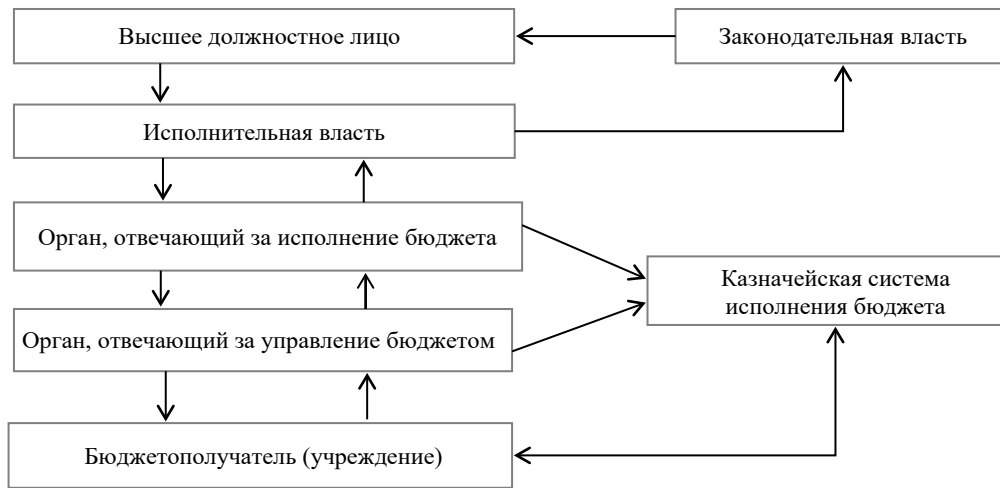 Высшее должностное лицо
Законодательная власть
Исполнительная власть
Орган, отвечающий за исполнение бюджета
Казначейская система
исполнения бюджета
Орган, отвечающий за управление бюджетом
Бюджетополучатель (учреждение)